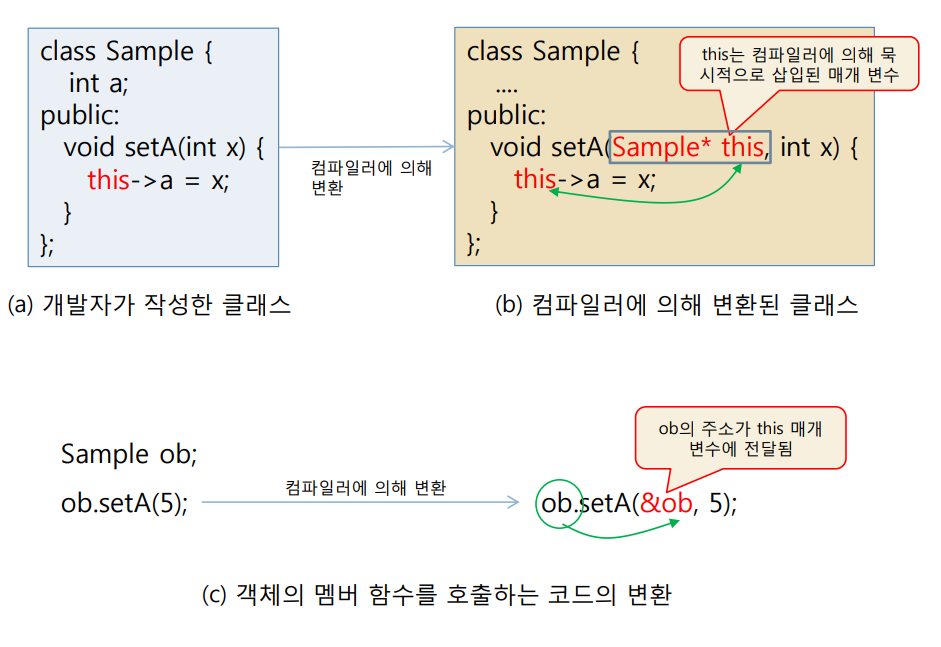 class Sample {
int a;
public:
void setA(int x) {
this->a = x;
}
};
컴파일러에 의해
변환
class Sample {
....
public:
void setA(Sample* this, int x) {
this->a = x;
}
};
this는 컴파일러에 의해 묵
시적으로 삽입된 매개 변수
(a) 개발자가 작성한 클래스
(b) 컴파일러에 의해 변환된 클래스
Sample ob;
ob.setA(5);
컴파일러에 의해 변환
ob의 주소가 this 매개
변수에 전달됨
ob.setA(&ob, 5);
(c) 객체의 멤버 함수를 호출하는 코드의 변환